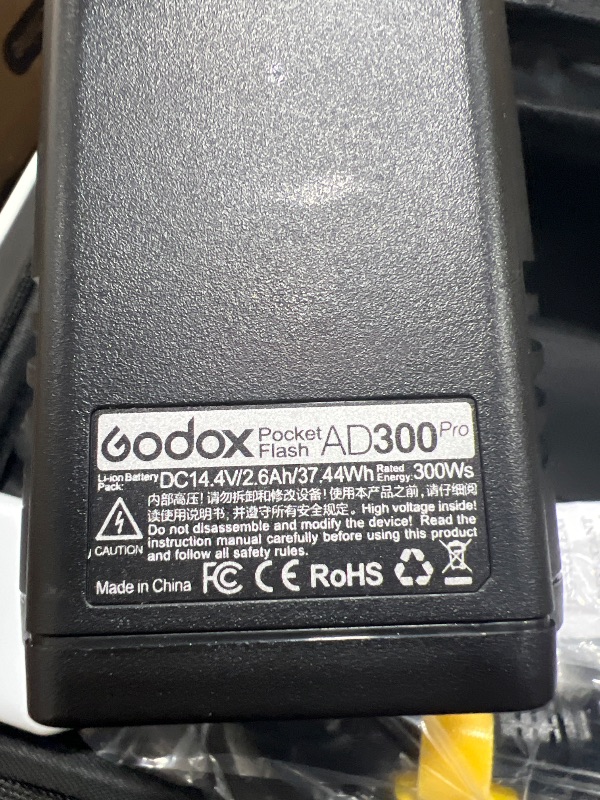 Godox Pocket Flash AD300Pro
Li-ion Battery Pack: DC14.4V/2.6Ah/37.44Wh Rated Energy: 300Ws
内部高压！请勿拆卸和修改设备！使用本产品之前，请仔细阅
读使用说明书，并遵守所有安全规定。High voltage inside!
Do not disassemble and modify the device! Read the
instruction manual carefully before using this product
and follow all safety rules.
CAUTION
Made in China FC CE RoHS